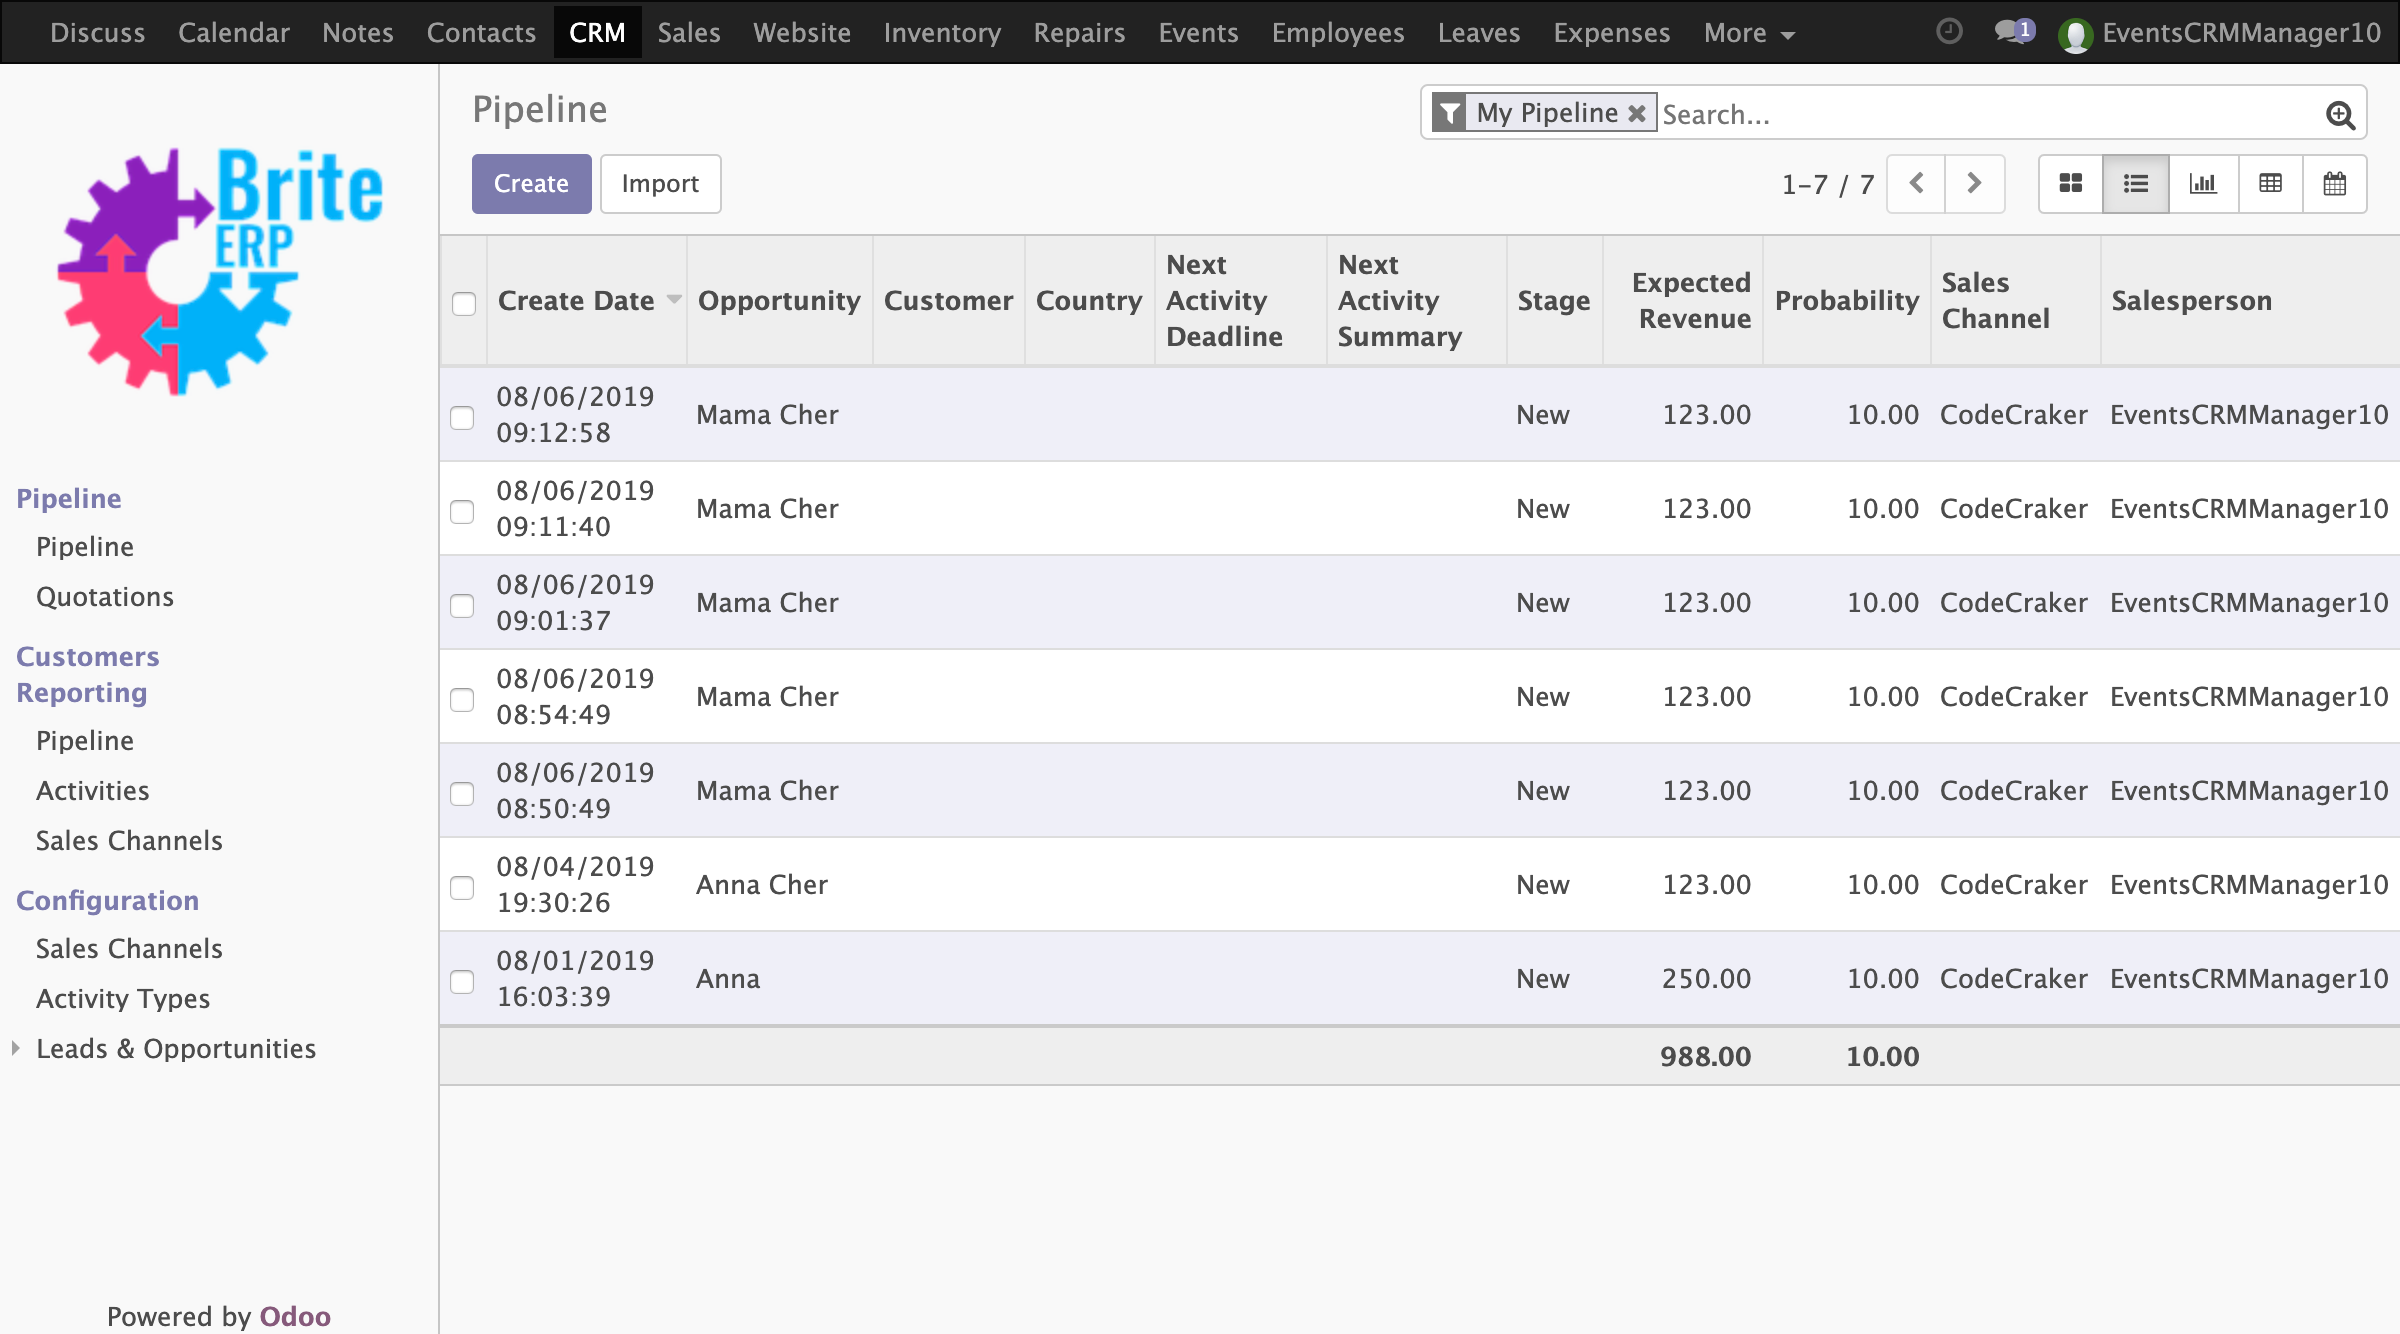 Discuss Calendar Notes Contacts CRM Sales Website Inventory Repairs Events Employees Leaves Expenses More 1 EventsCRMManager10
Brite
ERP
Pipeline
Pipeline
Quotations
Customers
Reporting
Pipeline
Activities
Sales Channels
Configuration
Sales Channels
Activity Types
Leads & Opportunities
Powered by Odoo
Pipeline
My Pipeline Search...
Create Import
1-7 / 7
Create Date Opportunity Customer Country Next Activity Deadline Next Activity Summary Stage Expected Revenue Probability Sales Channel Salesperson
08/06/2019 09:12:58 Mama Cher New 123.00 10.00 CodeCraker EventsCRMManager10
08/06/2019 09:11:40 Mama Cher New 123.00 10.00 CodeCraker EventsCRMManager10
08/06/2019 09:01:37 Mama Cher New 123.00 10.00 CodeCraker EventsCRMManager10
08/06/2019 08:54:49 Mama Cher New 123.00 10.00 CodeCraker EventsCRMManager10
08/06/2019 08:50:49 Mama Cher New 123.00 10.00 CodeCraker EventsCRMManager10
08/04/2019 19:30:26 Anna Cher New 123.00 10.00 CodeCraker EventsCRMManager10
08/01/2019 16:03:39 Anna New 250.00 10.00 CodeCraker EventsCRMManager10
988.00 10.00